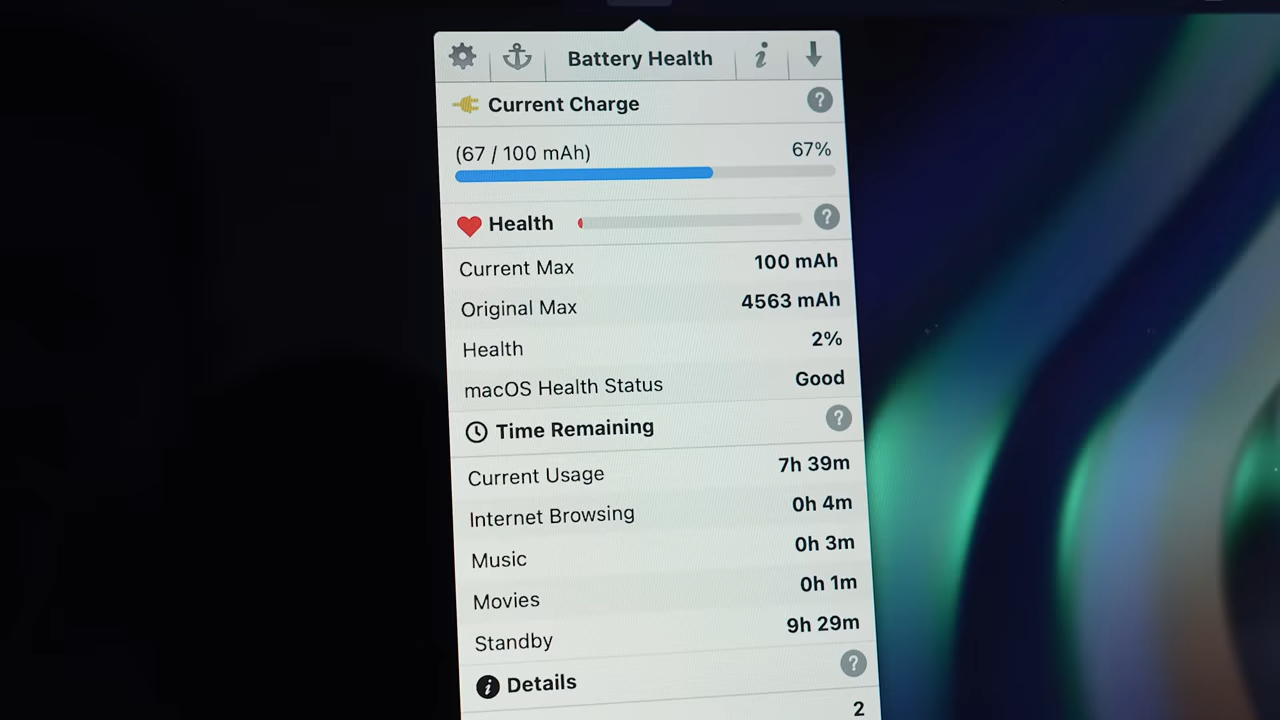 Battery Health
Current Charge
(67 / 100 mAh) 67%
Health
Current Max 100 mAh
Original Max 4563 mAh
Health 2%
macOS Health Status Good
Time Remaining
Current Usage 7h 39m
Internet Browsing 0h 4m
Music 0h 3m
Movies 0h 1m
Standby 9h 29m
Details
2